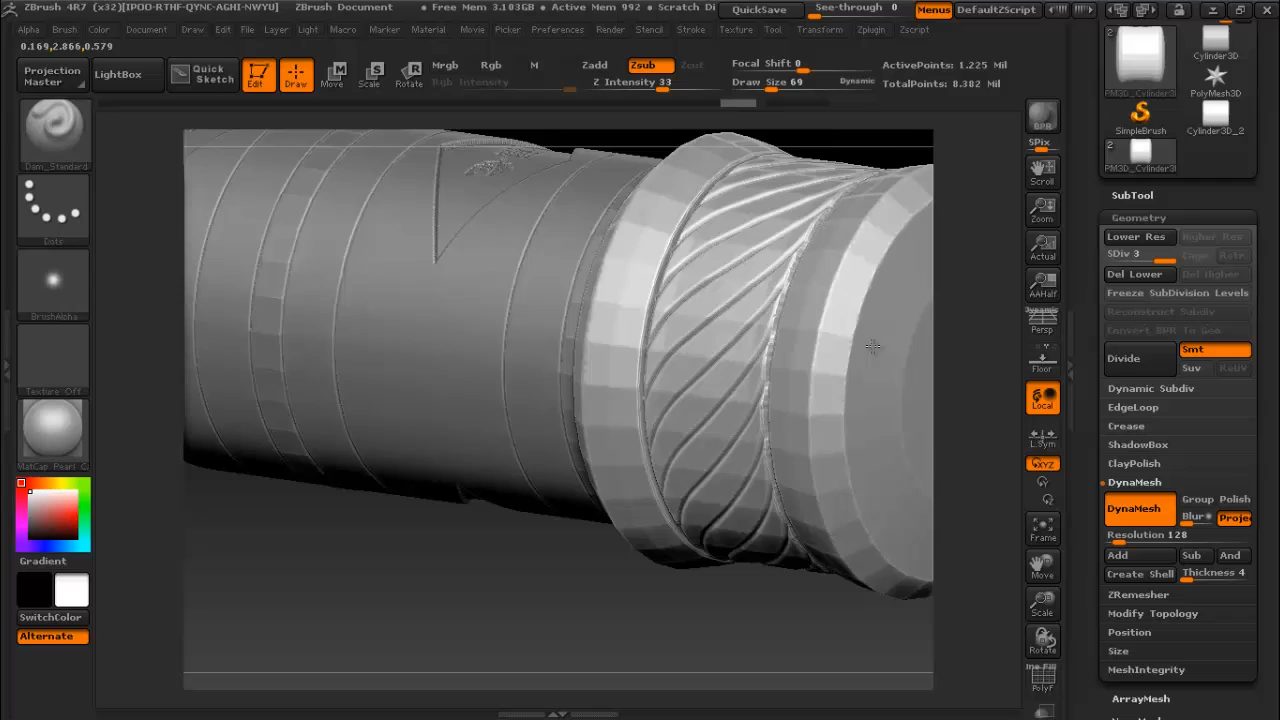 ZBrush 4R7 (x32)[IPOO-RTHF-QYNC-AGHI-NWYU] ZBrush Document • Free Mem 3.103GB • Active Mem 992 • Scratch Di QuickSave See-through 0 Menus DefaultZScript
Alpha Brush Color Document Draw Edit File Layer Light Macro Marker Material Movie Picker Preferences Render Stencil Stroke Texture Tool Transform Zplugin Zscript
0.169,2.866,0.579
Projection Master
LightBox
Quick Sketch
Edit
Draw
Move
Scale
Rotate
Mrgb Rgb M
Rgb Intensity
Zadd Zsub Zcut
Z Intensity 33
Focal Shift 0
Draw Size 69 Dynamic
ActivePoints: 1.225 Mil
TotalPoints: 8.382 Mil
Dam_Standard
Dots
BrushAlpha
Texture Off
MatCap Pearl C
Gradient
SwitchColor
Alternate
BPR
SPix
Scroll
Zoom
Actual
AAHalf
Dynamic
Persp
Floor
Local
L.Sym
XYZ
Frame
Move
Scale
Rotate
PolyF
2
PM3D_Cylinder3I
Cylinder3D
PolyMesh3D
SimpleBrush
Cylinder3D_2
2
PM3D_Cylinder3I
SubTool
Geometry
Lower Res Higher Res
SDiv 3 Cage Rstr
Del Lower Del Higher
Freeze SubDivision Levels
Reconstruct Subdiv
Convert BPR To Geo
Divide Smt
Suv ReUV
Dynamic Subdiv
EdgeLoop
Crease
ShadowBox
ClayPolish
DynaMesh
DynaMesh Group Polish
Blur Projec
Resolution 128
Add Sub And
Create Shell Thickness 4
ZRemesher
Modify Topology
Position
Size
MeshIntegrity
ArrayMesh